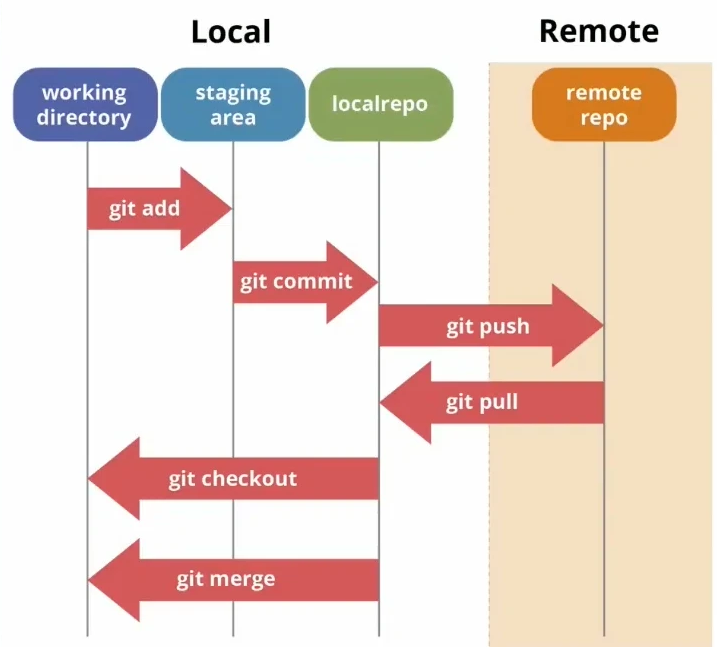 Local
Remote
working
directory
staging
area
localrepo
remote
repo
git add
git commit
git push
git pull
git checkout
git merge